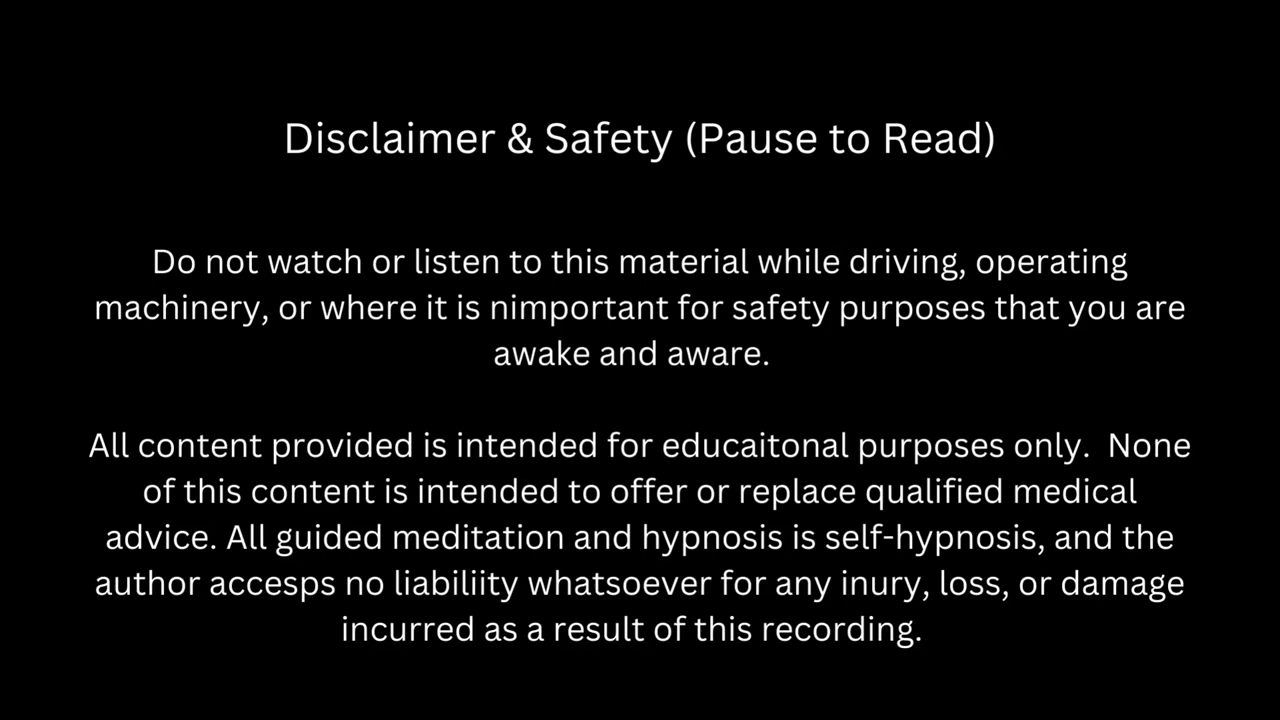 Disclaimer & Safety (Pause to Read)
Do not watch or listen to this material while driving, operating
machinery, or where it is nimportant for safety purposes that you are
awake and aware.
All content provided is intended for educaitonal purposes only.  None
of this content is intended to offer or replace qualified medical
advice. All guided meditation and hypnosis is self-hypnosis, and the
author accesps no liabiliity whatsoever for any inury, loss, or damage
incurred as a result of this recording.